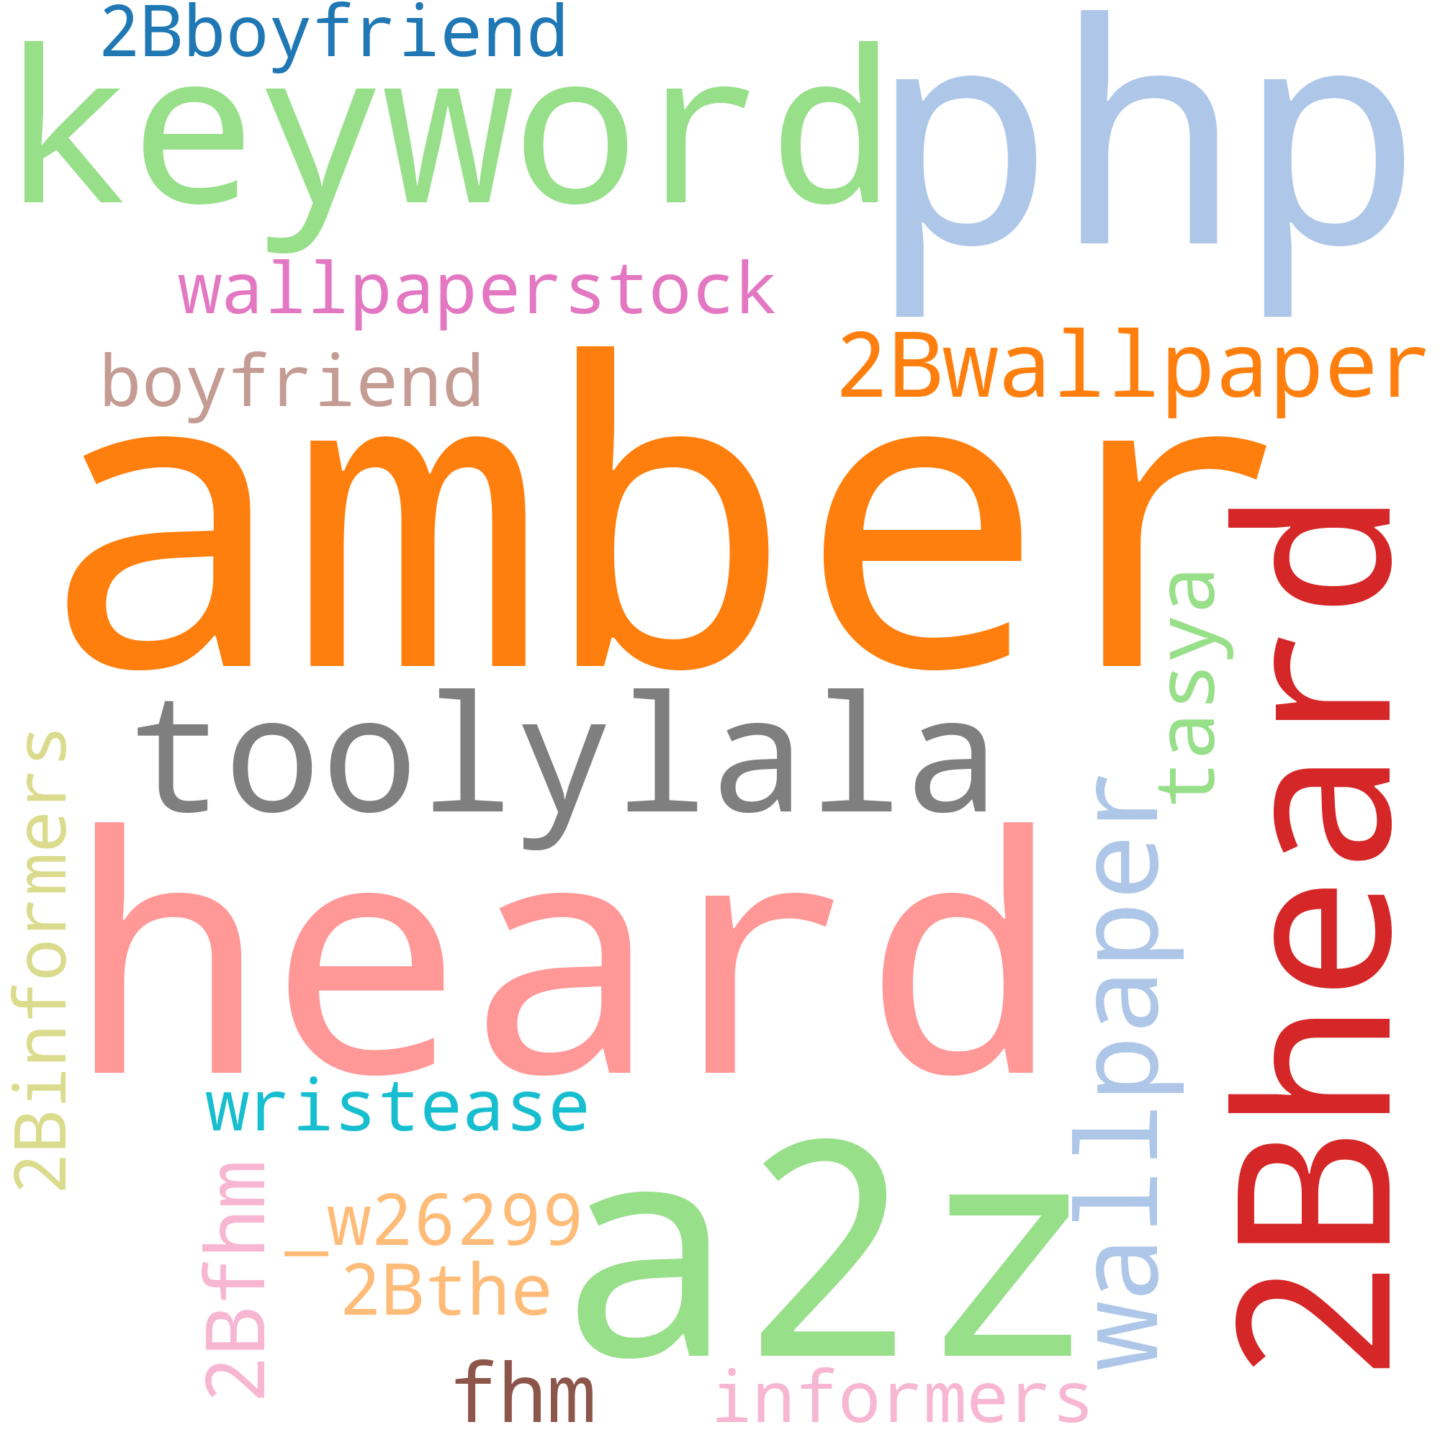 2Bboyfriend
keyword
php
wallpaperstock
2Bwallpaper
boyfriend
amber
2Bheard
tasya
toolylala
2Binformers
wallpaper
heard
wristease
a2z
2Bfhm
_w26299
2Bthe
fhm
informers